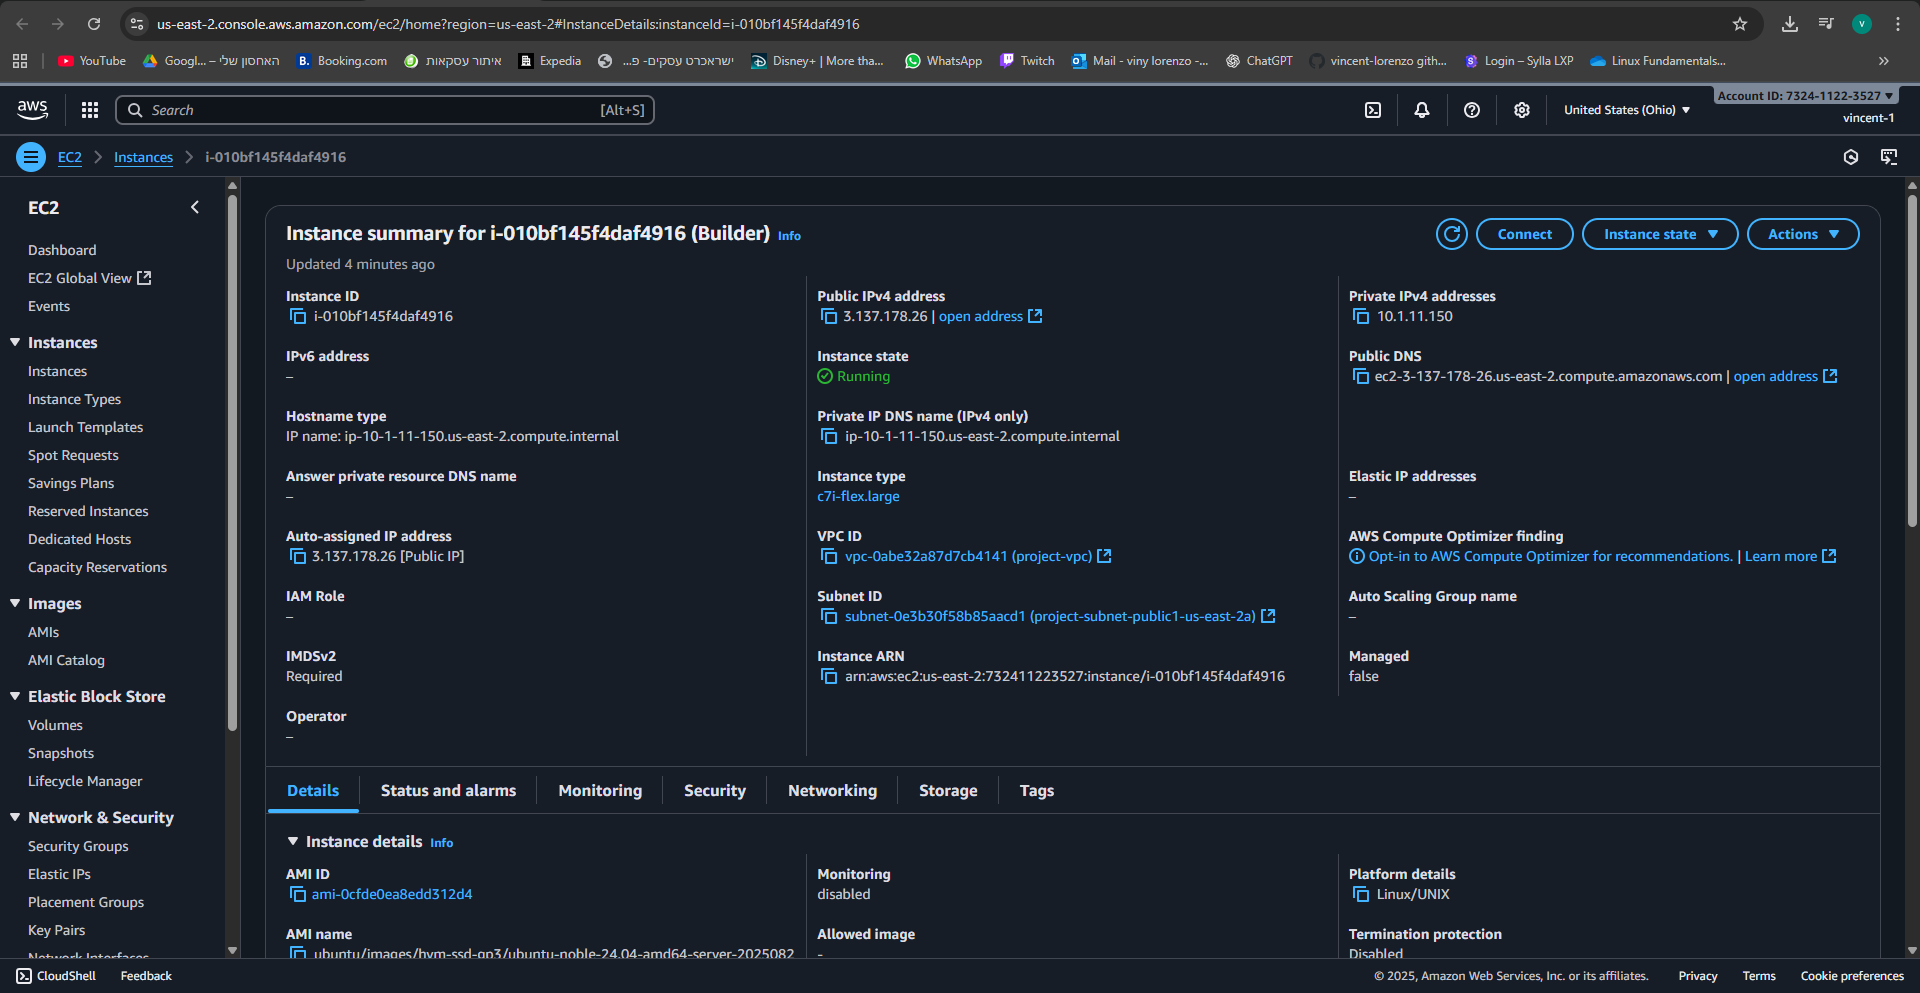 us-east-2.console.aws.amazon.com/ec2/home?region=us-east-2#InstanceDetails:instanceId=i-010bf145f4daf4916
V
YouTube
Googl... – האחסון שלי
B. Booking.com
איתור עסקאות
Expedia
ישראכרט עסקים- פ...
Disney+ | More tha...
WhatsApp
Twitch
Mail - viny lorenzo -...
ChatGPT
vincent-lorenzo gith...
S Login – Sylla LXP
Linux Fundamentals...
aws
Search [Alt+S]
United States (Ohio)
Account ID: 7324-1122-3527
vincent-1
EC2 Instances i-010bf145f4daf4916
EC2
Dashboard
EC2 Global View
Events
Instances
Instances
Instance Types
Launch Templates
Spot Requests
Savings Plans
Reserved Instances
Dedicated Hosts
Capacity Reservations
Images
AMIs
AMI Catalog
Elastic Block Store
Volumes
Snapshots
Lifecycle Manager
Network & Security
Security Groups
Elastic IPs
Placement Groups
Key Pairs
Network Interfaces
Instance summary for i-010bf145f4daf4916 (Builder) Info
Connect
Instance state
Actions
Updated 4 minutes ago
Instance ID
i-010bf145f4daf4916
Public IPv4 address
3.137.178.26 | open address
Private IPv4 addresses
10.1.11.150
IPv6 address
–
Instance state
Running
Public DNS
ec2-3-137-178-26.us-east-2.compute.amazonaws.com | open address
Hostname type
IP name: ip-10-1-11-150.us-east-2.compute.internal
Private IP DNS name (IPv4 only)
ip-10-1-11-150.us-east-2.compute.internal
Answer private resource DNS name
–
Instance type
c7i-flex.large
Elastic IP addresses
–
Auto-assigned IP address
3.137.178.26 [Public IP]
VPC ID
vpc-0abe32a87d7cb4141 (project-vpc)
AWS Compute Optimizer finding
Opt-in to AWS Compute Optimizer for recommendations. | Learn more
IAM Role
–
Subnet ID
subnet-0e3b30f58b85aacd1 (project-subnet-public1-us-east-2a)
Auto Scaling Group name
–
IMDSv2
Required
Instance ARN
arn:aws:ec2:us-east-2:732411223527:instance/i-010bf145f4daf4916
Managed
false
Operator
–
Details
Status and alarms
Monitoring
Security
Networking
Storage
Tags
Instance details Info
AMI ID
ami-0cfde0ea8edd312d4
Monitoring
disabled
Platform details
Linux/UNIX
AMI name
ubuntu/images/hvm-ssd-gp3/ubuntu-noble-24.04-amd64-server-2025082
Allowed image
–
Termination protection
Disabled
CloudShell
Feedback
© 2025, Amazon Web Services, Inc. or its affiliates.
Privacy
Terms
Cookie preferences